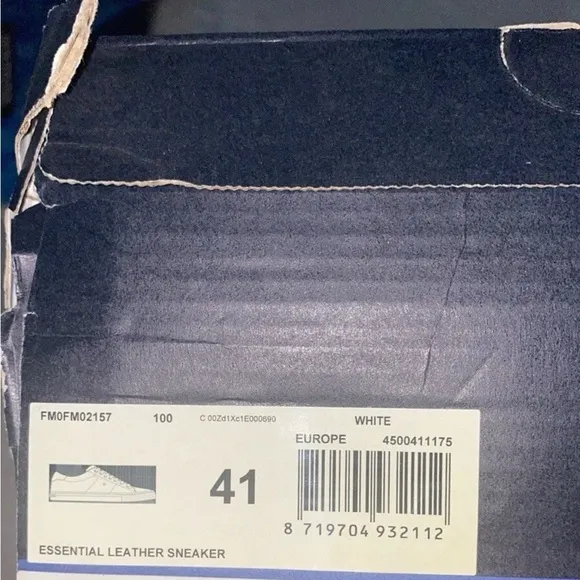 FM0FM02157 100 C 00Zd1Xc1E000690 WHITE
EUROPE 4500411175
41
8 719704 932112
ESSENTIAL LEATHER SNEAKER